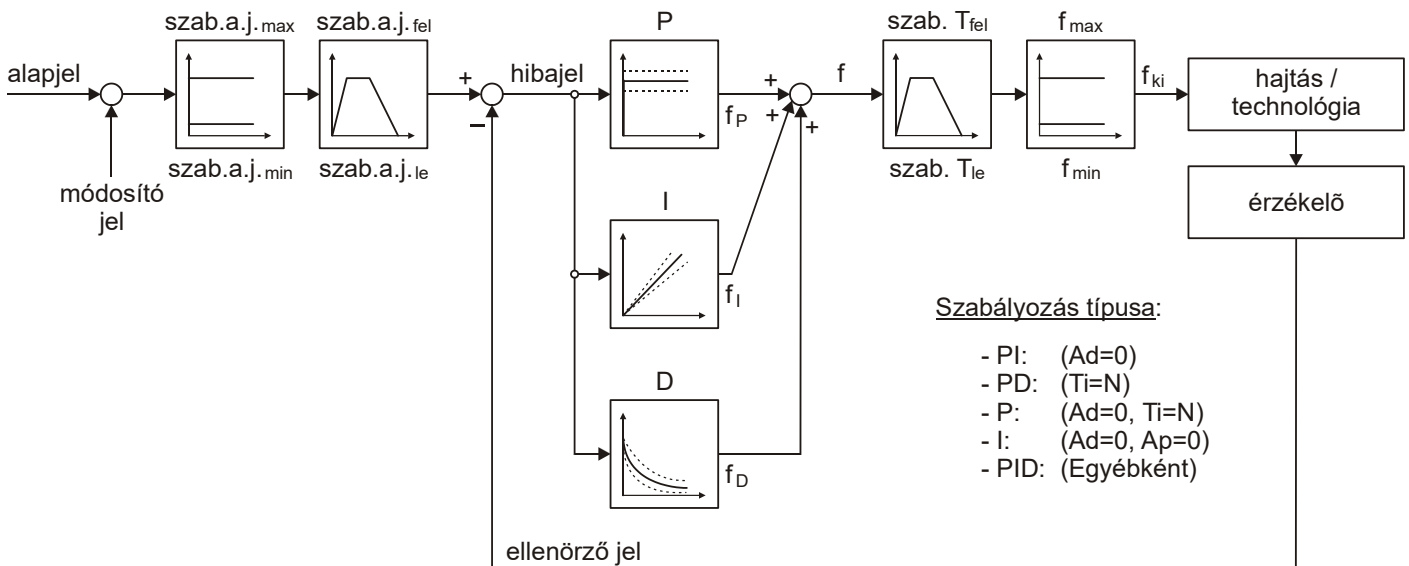 szab.a.j.max
szab.a.j.fel
P
szab. Tfel
fmax
alapjel
+
hibajel
+
f
fki
hajtás /
technológia
−
fP
+
+
szab.a.j.min
szab.a.j.le
szab. Tle
fmin
módosító
jel
I
érzékelõ
fI
Szabályozás típusa:
- PI: (Ad=0)
- PD: (Ti=N)
- P: (Ad=0, Ti=N)
- I: (Ad=0, Ap=0)
- PID: (Egyébként)
D
fD
ellenörző jel